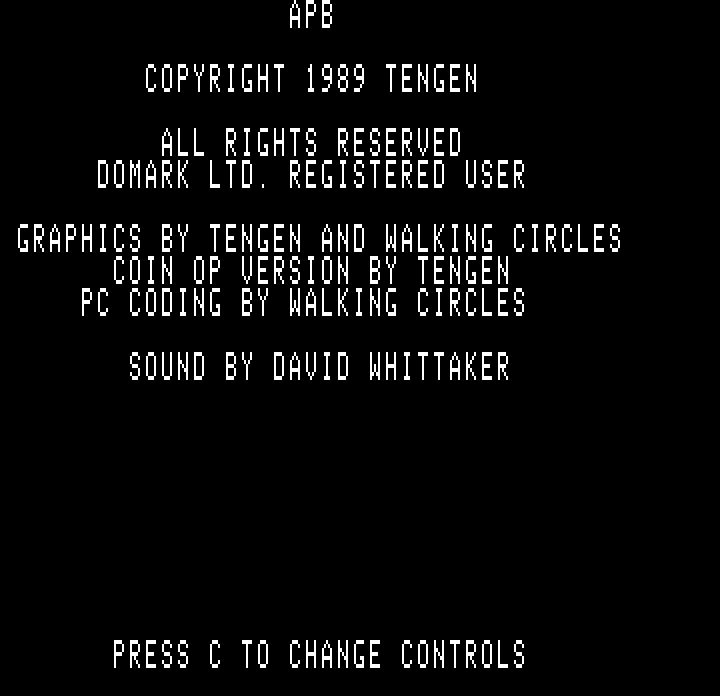 APB
COPYRIGHT 1989 TENGEN
ALL RIGHTS RESERVED
DOMARK LTD. REGISTERED USER
GRAPHICS BY TENGEN AND WALKING CIRCLES
COIN OP VERSION BY TENGEN
PC CODING BY WALKING CIRCLES
SOUND BY DAVID WHITTAKER
PRESS C TO CHANGE CONTROLS